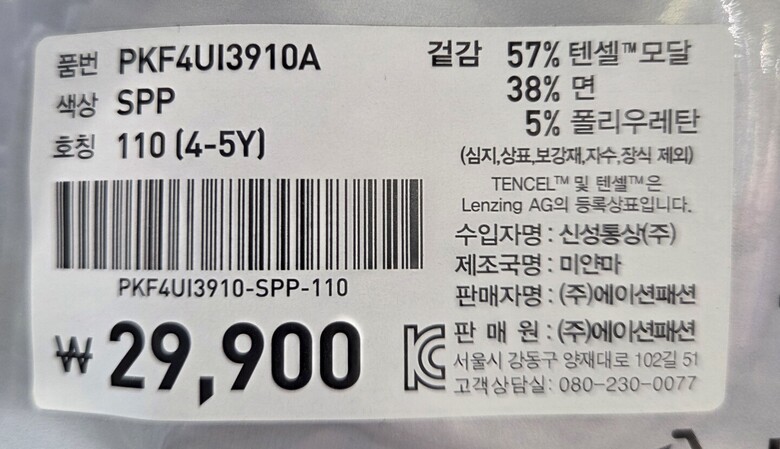 품번 PKF4UI3910A
색상 SPP
호칭 110 (4-5Y)
PKF4UI3910-SPP-110
₩29,900
겉감 57% 텐셀™모달
38% 면
5% 폴리우레탄
(심지,상표,보강재,자수,장식 제외)
TENCEL™ 및 텐셀™은
Lenzing AG의 등록상표입니다.
수입자명 : 신성통상(주)
제조국명 : 미얀마
판매자명 : (주)에이션패션
판 매 원 : (주)에이션패션
서울시 강동구 양재대로 102길 51
고객상담실: 080-230-0077